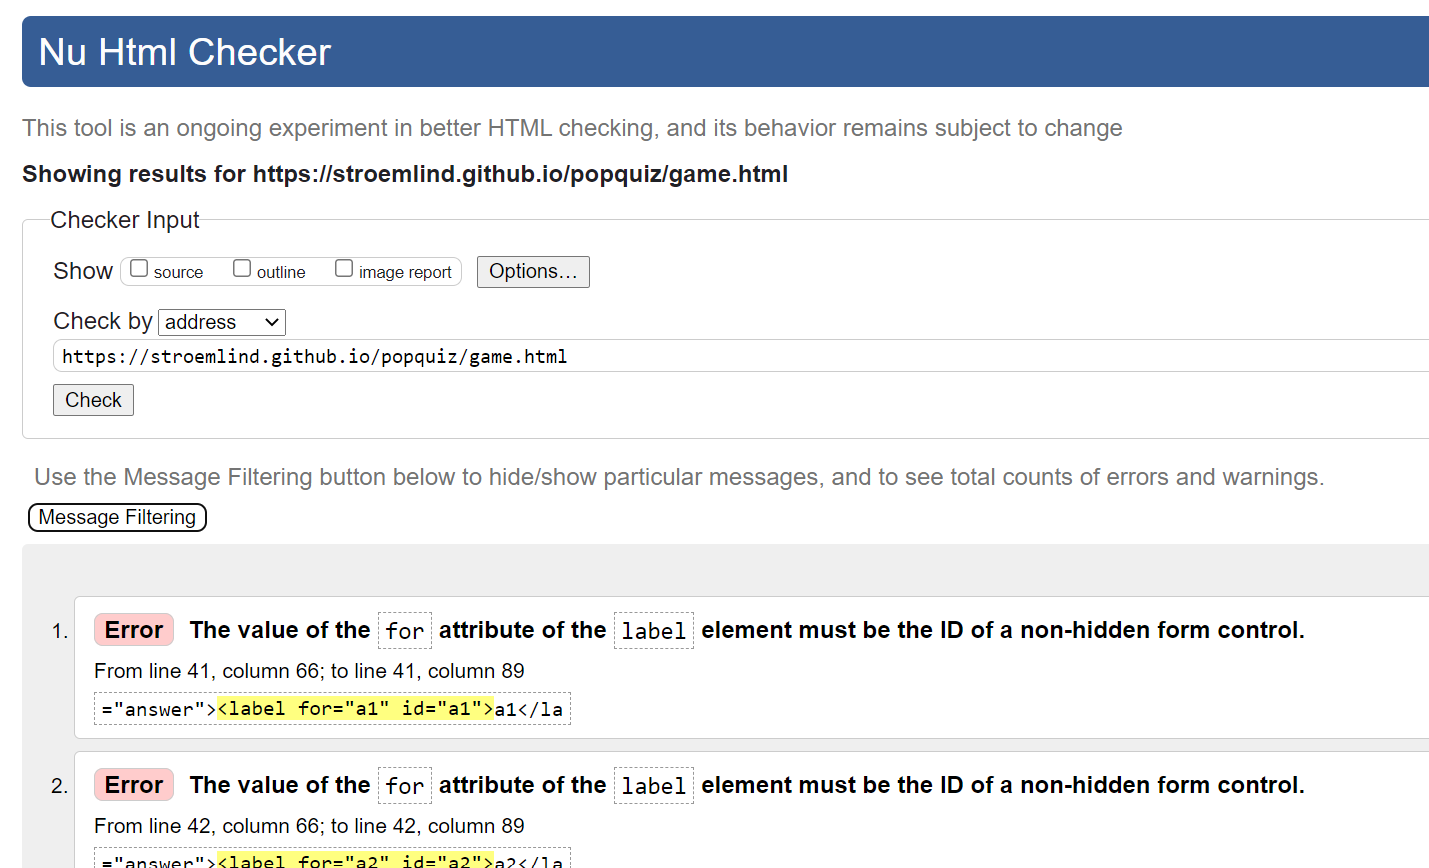 Nu Html Checker
This tool is an ongoing experiment in better HTML checking, and its behavior remains subject to change
Showing results for https://stroemlind.github.io/popquiz/game.html
Checker Input
Show source outline image report Options…
Check by address
https://stroemlind.github.io/popquiz/game.html
Check
Use the Message Filtering button below to hide/show particular messages, and to see total counts of errors and warnings.
Message Filtering
1. Error The value of the for attribute of the label element must be the ID of a non-hidden form control.
From line 41, column 66; to line 41, column 89
="answer"><label for="a1" id="a1">a1</la
2. Error The value of the for attribute of the label element must be the ID of a non-hidden form control.
From line 42, column 66; to line 42, column 89
="answer"><label for="a2" id="a2">a2</la